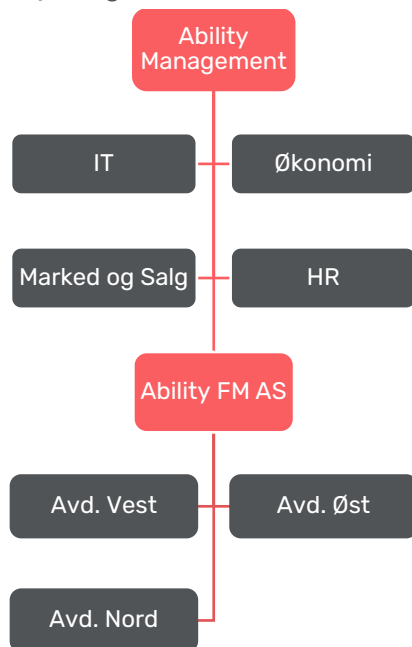 Ability
Management
IT
Økonomi
Marked og Salg
HR
Ability FM AS
Avd. Vest
Avd. Øst
Avd. Nord